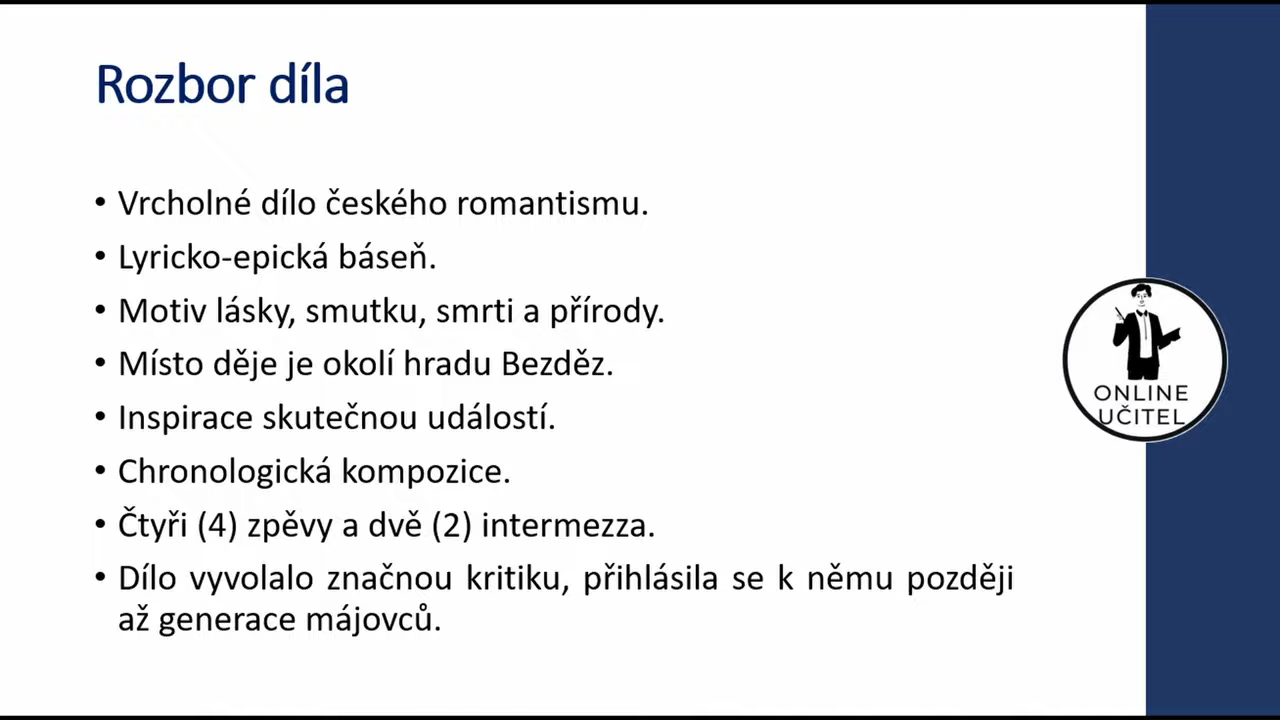 Rozbor díla
• Vrcholné dílo českého romantismu.
• Lyricko-epická báseň.
• Motiv lásky, smutku, smrti a přírody.
• Místo děje je okolí hradu Bezděz.
• Inspirace skutečnou událostí.
• Chronologická kompozice.
• Čtyři (4) zpěvy a dvě (2) intermezza.
• Dílo vyvolalo značnou kritiku, přihlásila se k němu později
až generace májovců.
ONLINE
UČITEL